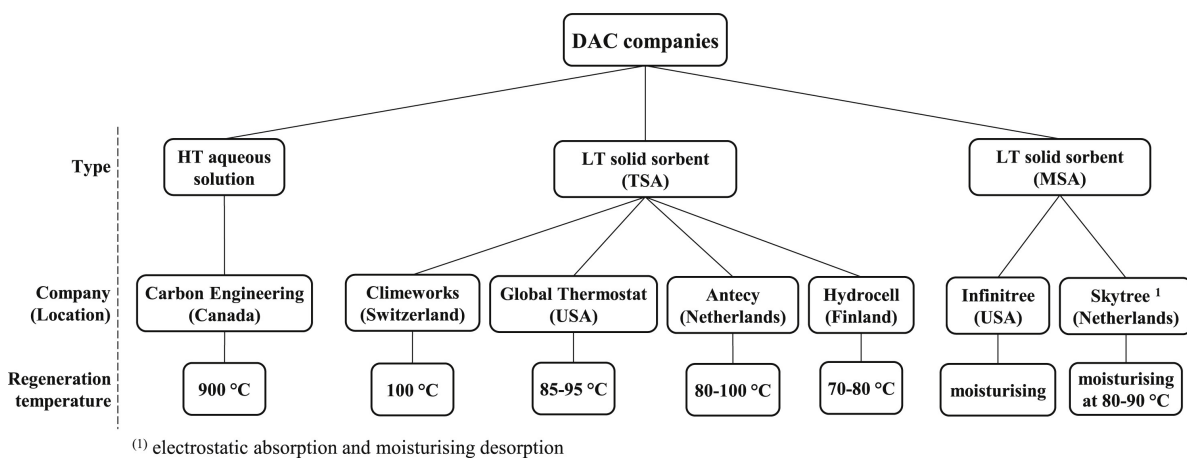 DAC companies
Type
HT aqueous
solution
LT solid sorbent
(TSA)
LT solid sorbent
(MSA)
Company
(Location)
Carbon Engineering
(Canada)
Climeworks
(Switzerland)
Global Thermostat
(USA)
Antecy
(Netherlands)
Hydrocell
(Finland)
Infinitree
(USA)
Skytree ¹
(Netherlands)
Regeneration
temperature
900 °C
100 °C
85-95 °C
80-100 °C
70-80 °C
moisturising
moisturising
at 80-90 °C
⁽¹⁾ electrostatic absorption and moisturising desorption